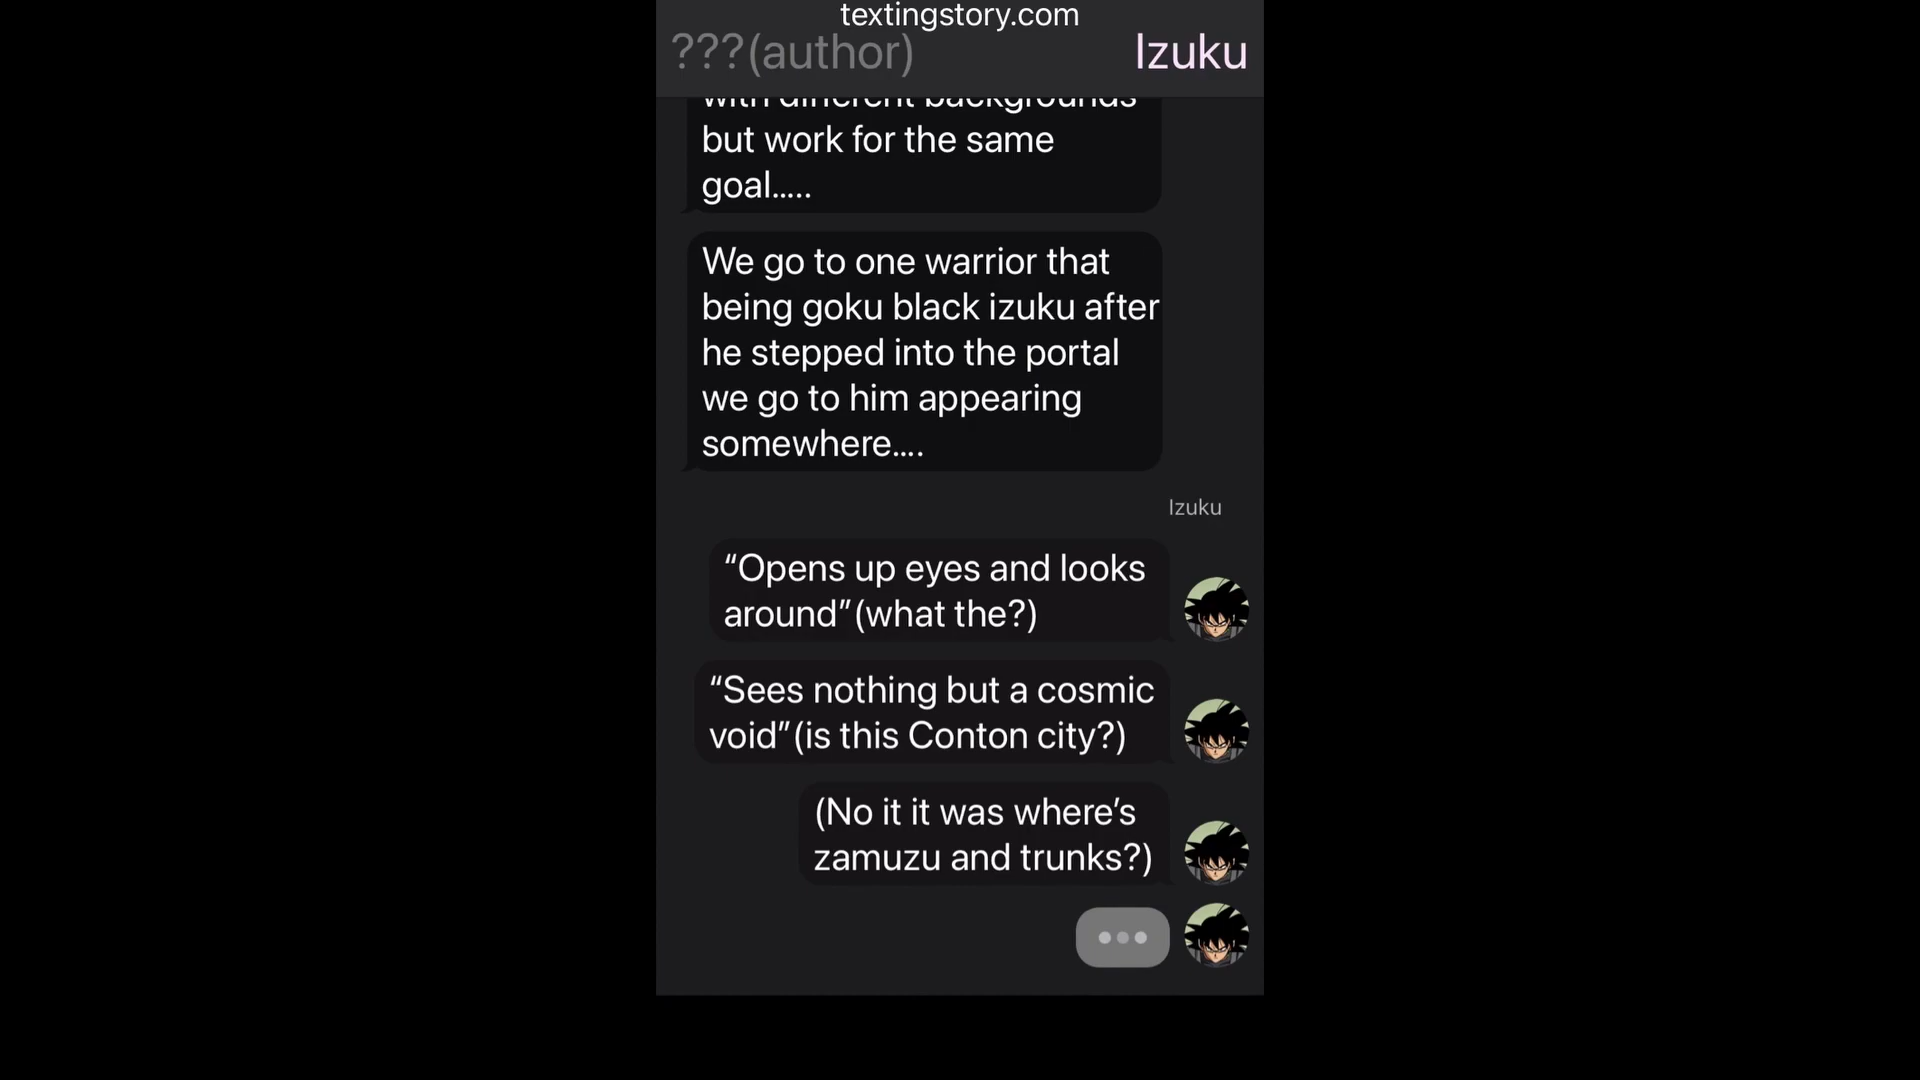 textingstory.com
???(author)
Izuku
with different backgrounds
but work for the same
goal.....
We go to one warrior that
being goku black izuku after
he stepped into the portal
we go to him appearing
somewhere....
Izuku
“Opens up eyes and looks
around”(what the?)
“Sees nothing but a cosmic
void”(is this Conton city?)
(No it it was where’s
zamuzu and trunks?)